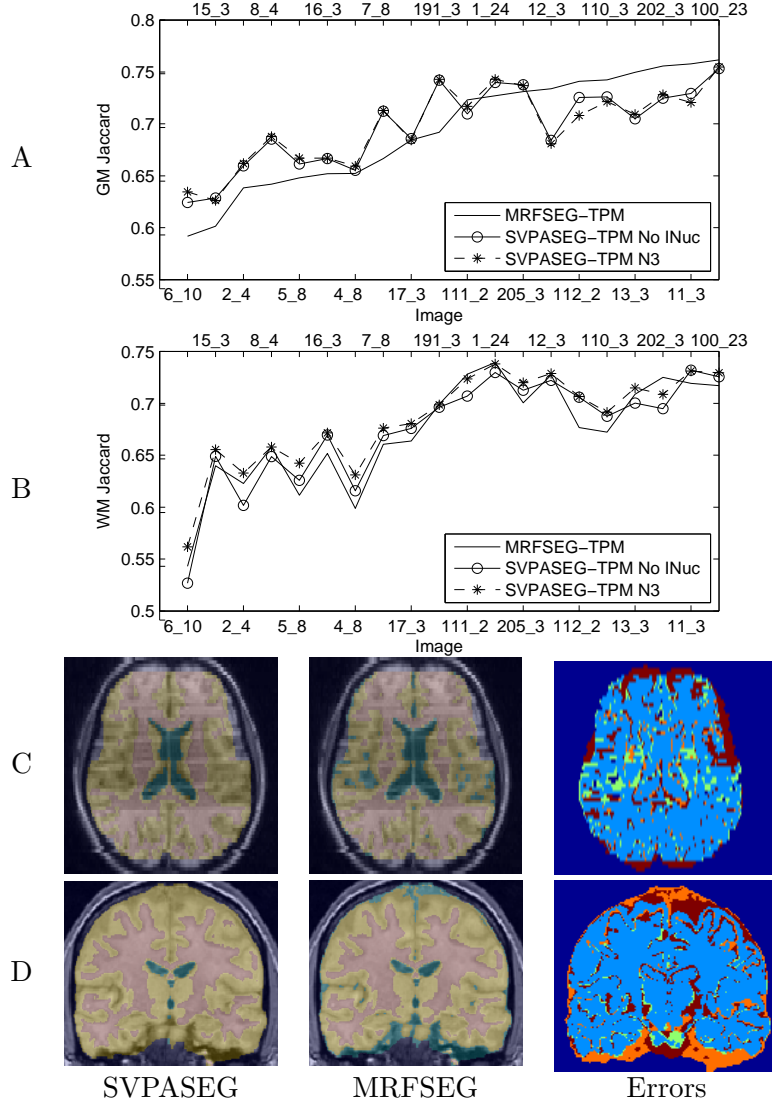 15_3 8_4 16_3 7_8 191_3 1_24 12_3 110_3 202_3 100_23
0.8
0.75
0.7
0.65
0.6
0.55
GM Jaccard
A
MRFSEG−TPM
SVPASEG−TPM No INuc
SVPASEG−TPM N3
6_10 2_4 5_8 4_8 17_3 111_2 205_3 112_2 13_3 11_3
Image
15_3 8_4 16_3 7_8 191_3 1_24 12_3 110_3 202_3 100_23
0.75
0.7
0.65
0.6
0.55
0.5
WM Jaccard
B
MRFSEG−TPM
SVPASEG−TPM No INuc
SVPASEG−TPM N3
6_10 2_4 5_8 4_8 17_3 111_2 205_3 112_2 13_3 11_3
Image
C
D
SVPASEG MRFSEG Errors